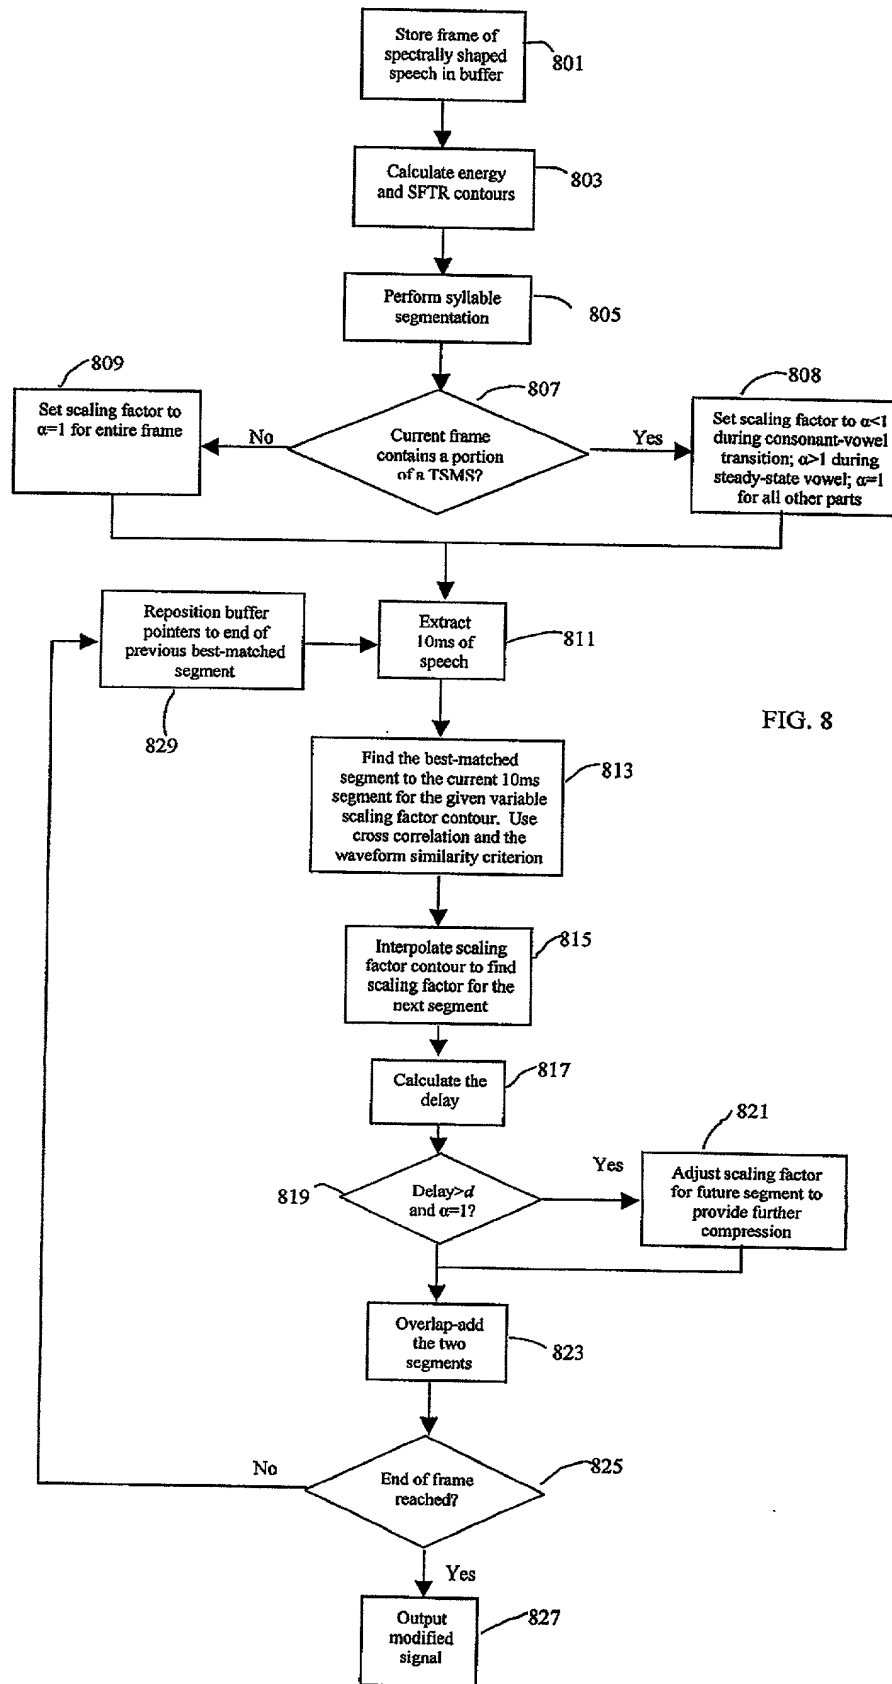 Store frame of
spectrally shaped
speech in buffer
801
Calculate energy
and SFTR contours
803
Perform syllable
segmentation
805
809
807
808
Set scaling factor to
α=1 for entire frame
No
Current frame
contains a portion
of a TSMS?
Yes
Set scaling factor to α<1
during consonant-vowel
transition; α>1 during
steady-state vowel; α=1
for all other parts
Reposition buffer
pointers to end of
previous best-matched
segment
829
Extract
10ms of
speech
811
FIG. 8
Find the best-matched
segment to the current 10ms
segment for the given variable
scaling factor contour. Use
cross correlation and the
waveform similarity criterion
813
Interpolate scaling
factor contour to find
scaling factor for the
next segment
815
Calculate the
delay
817
819
Delay>d
and α=1?
Yes
821
Adjust scaling factor
for future segment to
provide further
compression
Overlap-add
the two
segments
823
No
End of frame
reached?
825
Yes
Output
modified
signal
827